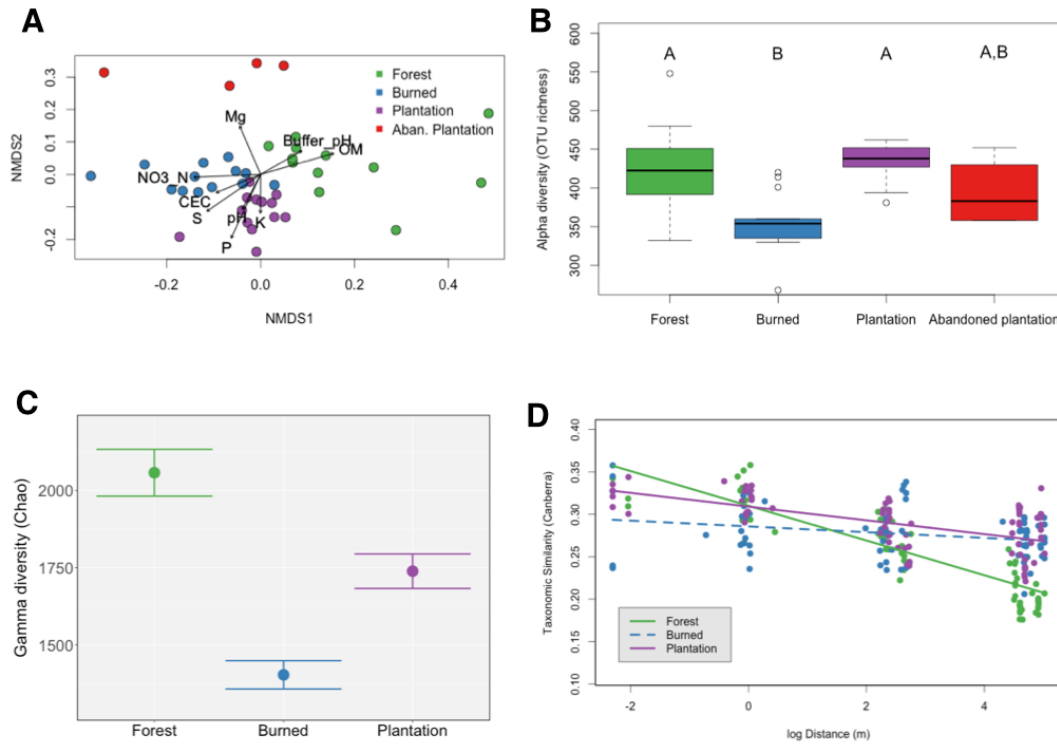 A
NMDS2
0.3
0.2
0.1
0.0
-0.2
-0.2
0.0
0.2
0.4
NMDS1
Forest
Burned
Plantation
Aban. Plantation
Mg
Buffer_pH
OM
NO3_N
CEC
S
pH
K
P
B
Alpha diversity (OTU richness)
600
550
500
450
400
350
300
A
B
A
A,B
Forest
Burned
Plantation
Abandoned plantation
C
Gamma diversity (Chao)
2000
1750
1500
Forest
Burned
Plantation
D
Taxonomic Similarity (Canberra)
0.40
0.35
0.30
0.25
0.20
0.15
0.10
Forest
Burned
Plantation
-2
0
2
4
log Distance (m)